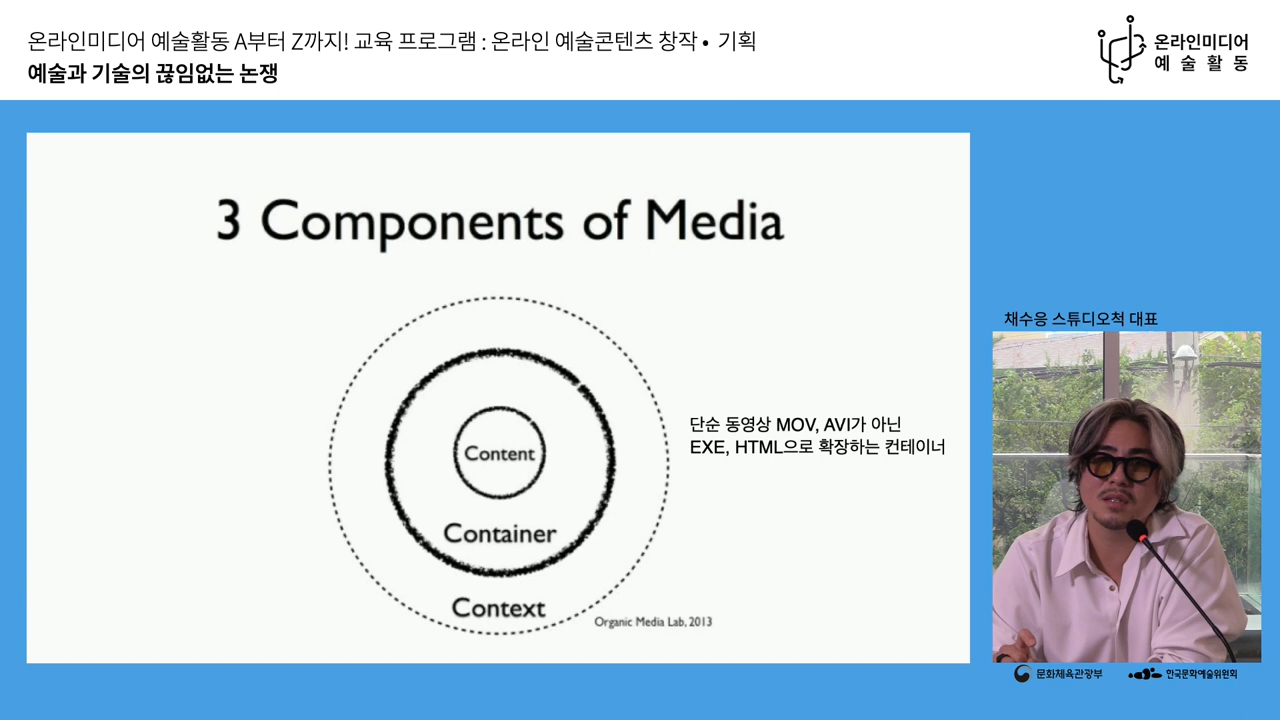 온라인미디어 예술활동 A부터 Z까지! 교육 프로그램 : 온라인 예술콘텐츠 창작 • 기획
예술과 기술의 끊임없는 논쟁
온라인미디어
예 술 활 동
3 Components of Media
단순 동영상 MOV, AVI가 아닌
EXE, HTML으로 확장하는 컨테이너
Content
Container
Context
Organic Media Lab, 2013
채수응 스튜디오척 대표
문화체육관광부
한국문화예술위원회